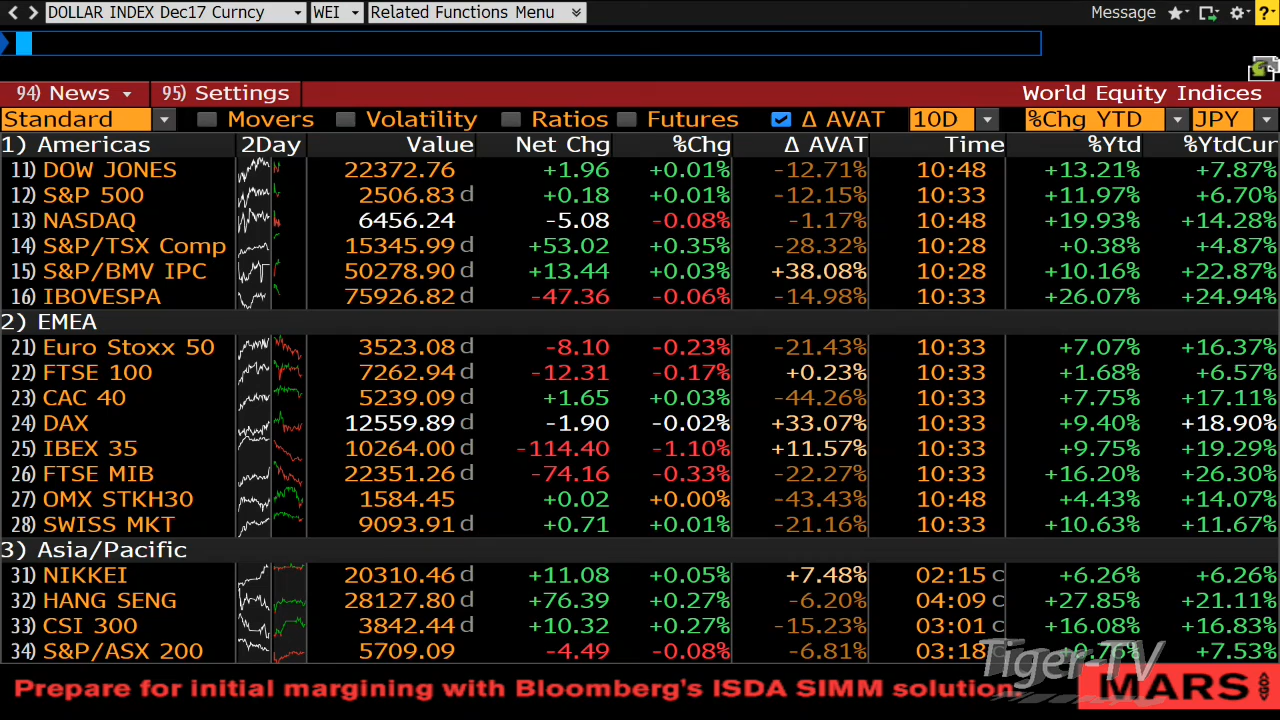 DOLLAR INDEX Dec17 Curncy WEI Related Functions Menu Message ?
94) News 95) Settings World Equity Indices
Standard Movers Volatility Ratios Futures Δ AVAT 10D %Chg YTD JPY
1) Americas 2Day Value Net Chg %Chg Δ AVAT Time %Ytd %YtdCur
11) DOW JONES 22372.76 +1.96 +0.01% -12.71% 10:48 +13.21% +7.87%
12) S&P 500 2506.83 d +0.18 +0.01% -12.15% 10:33 +11.97% +6.70%
13) NASDAQ 6456.24 -5.08 -0.08% -1.17% 10:48 +19.93% +14.28%
14) S&P/TSX Comp 15345.99 d +53.02 +0.35% -28.32% 10:28 +0.38% +4.87%
15) S&P/BMV IPC 50278.90 d +13.44 +0.03% +38.08% 10:28 +10.16% +22.87%
16) IBOVESPA 75926.82 d -47.36 -0.06% -14.98% 10:33 +26.07% +24.94%
2) EMEA
21) Euro Stoxx 50 3523.08 d -8.10 -0.23% -21.43% 10:33 +7.07% +16.37%
22) FTSE 100 7262.94 d -12.31 -0.17% +0.23% 10:33 +1.68% +6.57%
23) CAC 40 5239.09 d +1.65 +0.03% -44.26% 10:33 +7.75% +17.11%
24) DAX 12559.89 d -1.90 -0.02% +33.07% 10:33 +9.40% +18.90%
25) IBEX 35 10264.00 d -114.40 -1.10% +11.57% 10:33 +9.75% +19.29%
26) FTSE MIB 22351.26 d -74.16 -0.33% -22.27% 10:33 +16.20% +26.30%
27) OMX STKH30 1584.45 +0.02 +0.00% -43.43% 10:48 +4.43% +14.07%
28) SWISS MKT 9093.91 d +0.71 +0.01% -21.16% 10:33 +10.63% +11.67%
3) Asia/Pacific
31) NIKKEI 20310.46 d +11.08 +0.05% +7.48% 02:15 c +6.26% +6.26%
32) HANG SENG 28127.80 d +76.39 +0.27% -6.20% 04:09 c +27.85% +21.11%
33) CSI 300 3842.44 d +10.32 +0.27% -15.23% 03:01 c +16.08% +16.83%
34) S&P/ASX 200 5709.09 -4.49 -0.08% -6.81% 03:18 +7.53%
Tiger-TV
Prepare for initial margining with Bloomberg's ISDA SIMM solution. MARS